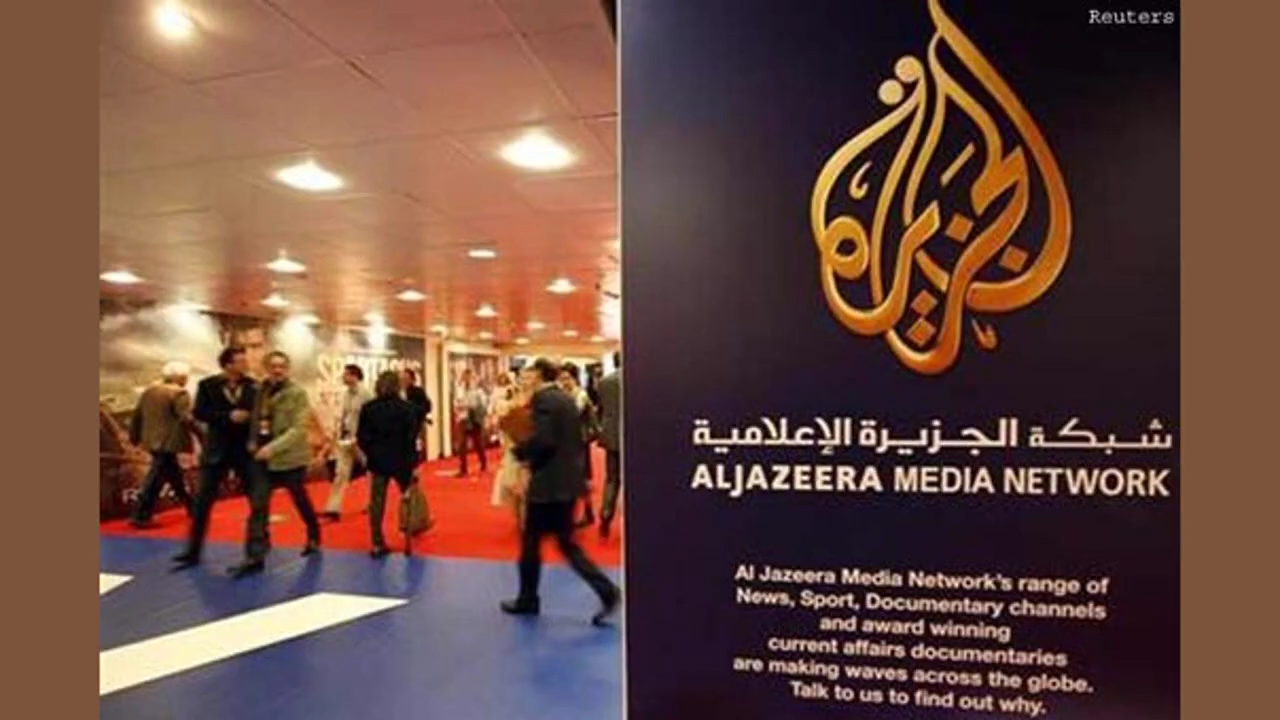 Reuters
الجزيرة
شبكة الجزيرة الإعلامية
ALJAZEERA MEDIA NETWORK
Al Jazeera Media Network's range of
News, Sport, Documentary channels
and award winning
current affairs documentaries
are making waves across the globe.
Talk to us to find out why.
SPARTACUS